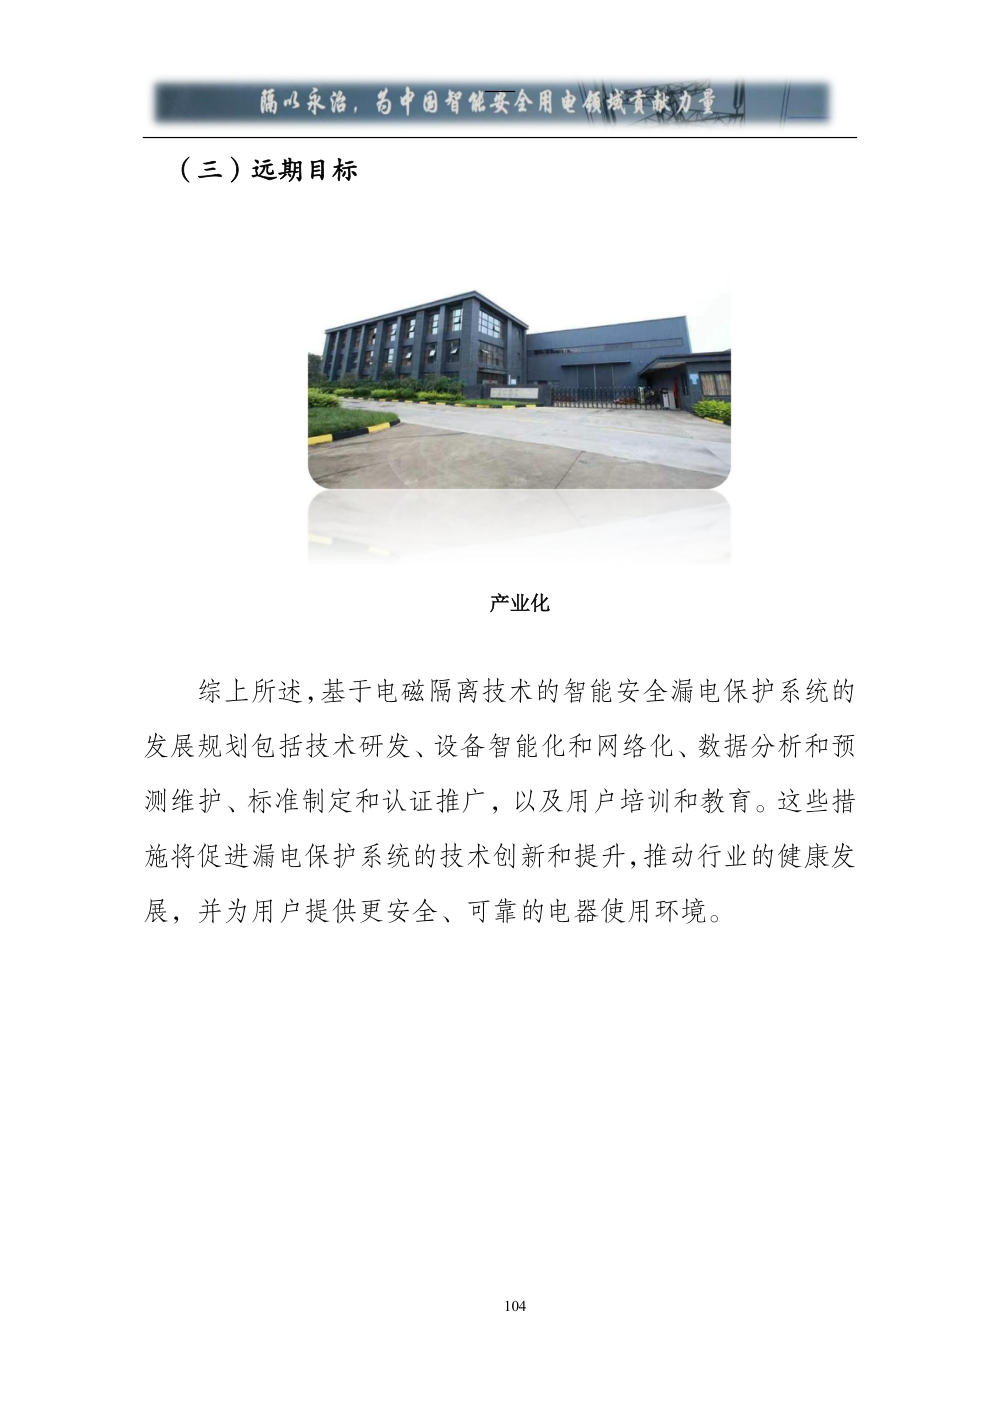 隔以永治，为中国智能安全用电领域贡献力量
（三）远期目标
产业化
综上所述，基于电磁隔离技术的智能安全漏电保护系统的
发展规划包括技术研发、设备智能化和网络化、数据分析和预
测维护、标准制定和认证推广，以及用户培训和教育。这些措
施将促进漏电保护系统的技术创新和提升，推动行业的健康发
展，并为用户提供更安全、可靠的电器使用环境。
104